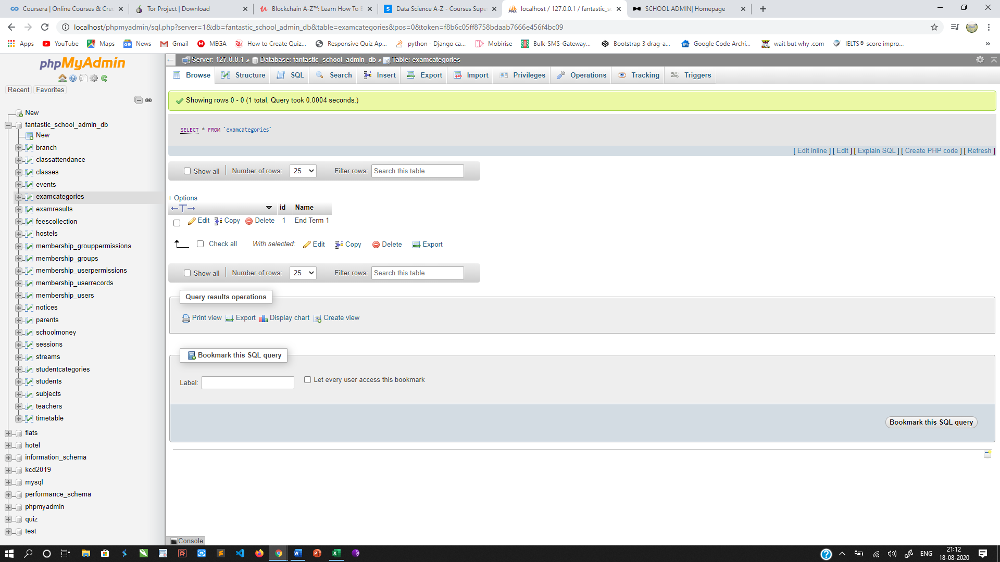 Coursera | Online Courses & Cre
Tor Project | Download
Blockchain A-Z™: Learn How To
Data Science A-Z - Courses Supe
localhost / 127.0.0.1 / fantastic_s
SCHOOL ADMIN| Homepage
localhost/phpmyadmin/sql.php?server=1&db=fantastic_school_admin_db&table=examcategories&pos=0&token=f8b6c05ff8758bdaab7666e456f4bc09
Apps YouTube Maps News Gmail MEGA How to Create Quiz... Responsive Quiz Ap... python - Django ca... Mobirise Bulk-SMS-Gateway... Bootstrap 3 drag-a... Google Code Archi... wait but why .com IELTS® score impro... »
phpMyAdmin
Recent Favorites
New
fantastic_school_admin_db
New
branch
classattendance
classes
events
examcategories
examresults
feescollection
hostels
membership_grouppermissions
membership_groups
membership_userpermissions
membership_userrecords
membership_users
notices
parents
schoolmoney
sessions
streams
studentcategories
students
subjects
teachers
timetable
flats
hotel
information_schema
kcd2019
mysql
performance_schema
phpmyadmin
quiz
test
Server: 127.0.0.1 » Database: fantastic_school_admin_db » Table: examcategories
Browse Structure SQL Search Insert Export Import Privileges Operations Tracking Triggers
Showing rows 0 - 0 (1 total, Query took 0.0004 seconds.)
SELECT * FROM `examcategories`
[ Edit inline ] [ Edit ] [ Explain SQL ] [ Create PHP code ] [ Refresh ]
Show all Number of rows: 25 Filter rows: Search this table
+ Options
←T→ id Name
Edit Copy Delete 1 End Term 1
Check all With selected: Edit Copy Delete Export
Show all Number of rows: 25 Filter rows: Search this table
Query results operations
Print view Export Display chart Create view
Bookmark this SQL query
Label: Let every user access this bookmark
Bookmark this SQL query
Console
ENG
21:12
18-08-2020